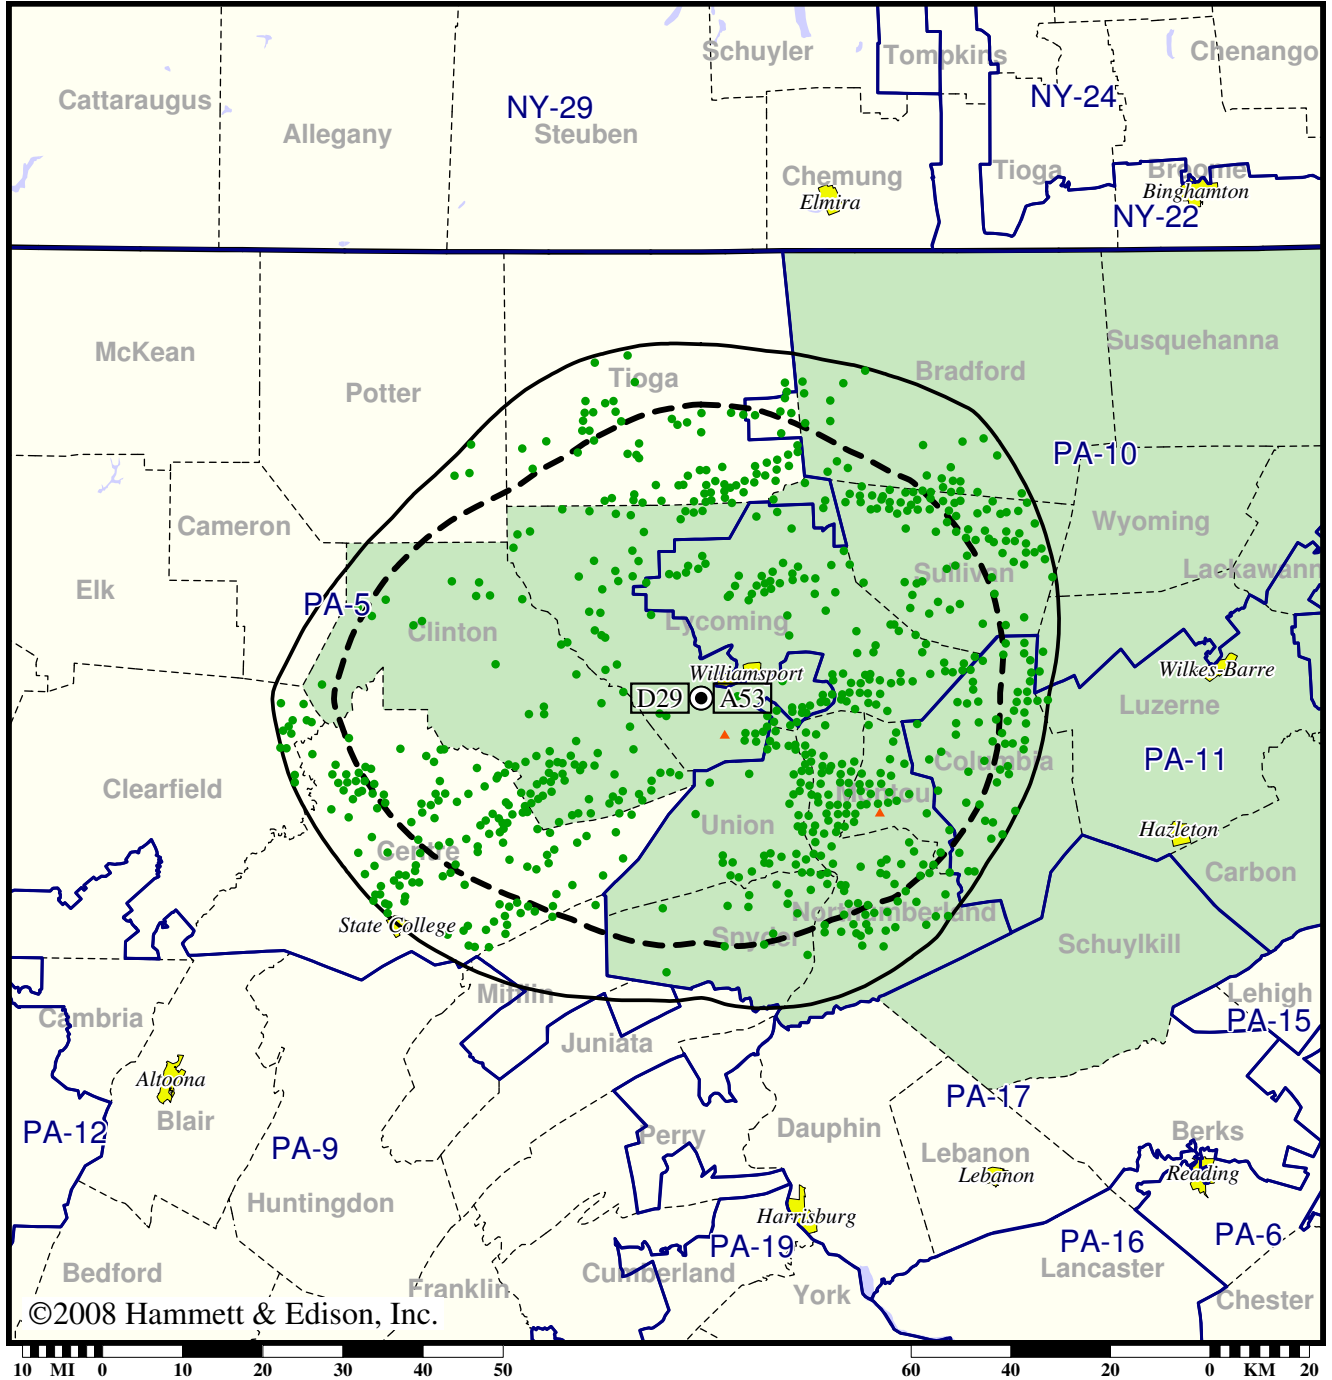 Schuyler
Tompkins
Chenango
Cattaraugus
NY-29
NY-24
Allegany
Steuben
Chemung
Tioga
Broome
Elmira
Binghamton
NY-22
McKean
Susquehanna
Potter
Tioga
Bradford
PA-10
Cameron
Wyoming
Elk
Sullivan
Lackawann
PA-5
Clinton
Lycoming
Williamsport
Wilkes-Barre
D29
A53
Luzerne
Clearfield
Columbia
PA-11
Montou
Union
Hazleton
Centre
Carbon
State College
Northumberland
Snyder
Schuylkill
Mifflin
Lehigh
Cambria
PA-15
Juniata
Altoona
PA-17
Blair
PA-12
PA-9
Perry
Dauphin
Berks
Lebanon
Lebanon
Reading
Huntingdon
Harrisburg
PA-19
PA-16
PA-6
Bedford
Cumberland
Lancaster
Franklin
York
Chester
©2008 Hammett & Edison, Inc.
10 MI 0 10 20 30 40 50 60 40 20 0 KM 20